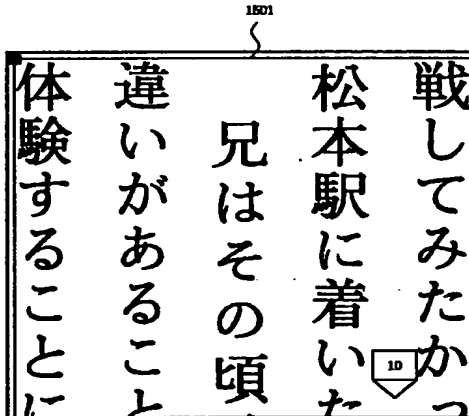 1501
戦してみたかっ
松本駅に着いた
兄はその頃
違いがあること
体験することに
10